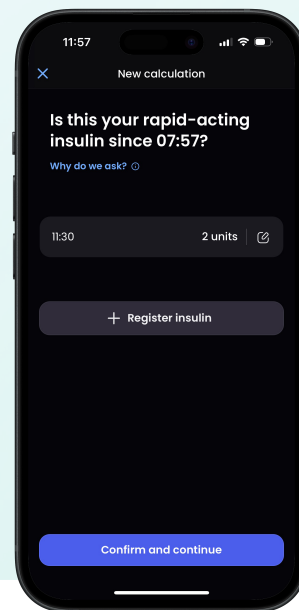 11:57
New calculation
Is this your rapid-acting
insulin since 07:57?
Why do we ask?
11:30 2 units
Register insulin
Confirm and continue